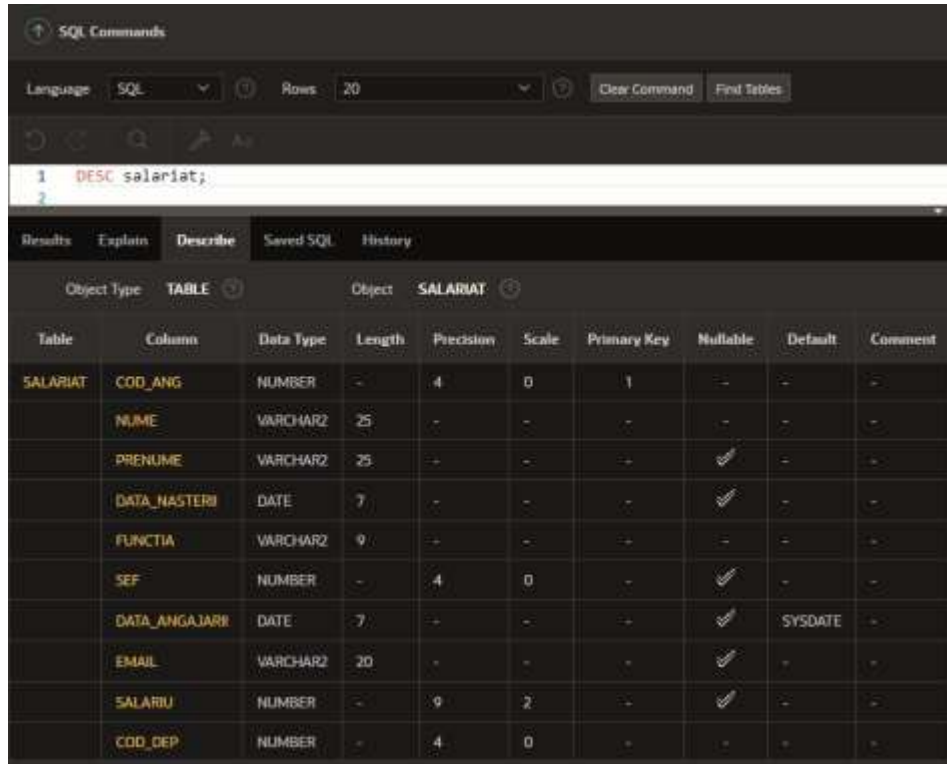 SQL Commands
Language SQL Rows 20 Clear Command Find Tables
1 DESC salariat;
2
Results Explain Describe Saved SQL History
Object Type TABLE Object SALARIAT
Table Column Data Type Length Precision Scale Primary Key Nullable Default Comment
SALARIAT COD_ANG NUMBER - 4 0 1 - - -
NUME VARCHAR2 25 - - - - - -
PRENUME VARCHAR2 25 - - - ✓ - -
DATA_NASTERII DATE 7 - - - ✓ - -
FUNCTIA VARCHAR2 9 - - - - - -
SEF NUMBER - 4 0 - ✓ - -
DATA_ANGAJARII DATE 7 - - - ✓ SYSDATE -
EMAIL VARCHAR2 20 - - - ✓ - -
SALARIU NUMBER - 9 2 - ✓ - -
COD_DEP NUMBER - 4 0 - - - -